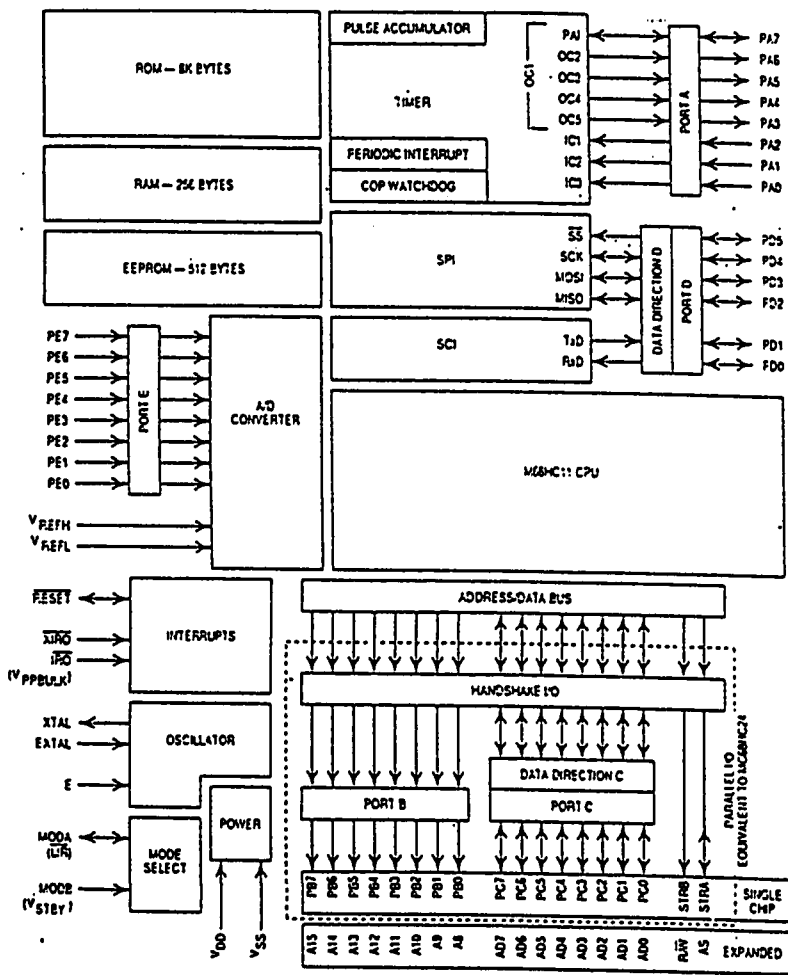 ROM — 8K BYTES
RAM — 256 BYTES
EEPROM — 512 BYTES
PULSE ACCUMULATOR
TIMER
PERIODIC INTERRUPT
COP WATCHDOG
OC1
PAI
OC2
OC3
OC4
OC5
IC1
IC2
IC3
PORT A
PA7
PA6
PA5
PA4
PA3
PA2
PA1
PA0
SPI
SS
SCK
MOSI
MISO
SCI
TxD
RxD
DATA DIRECTION D
PORT D
PD5
PD4
PD3
PD2
PD1
PD0
PE7
PE6
PE5
PE4
PE3
PE2
PE1
PE0
PORT E
A/D
CONVERTER
VREFH
VREFL
M68HC11 CPU
RESET
XIRQ
IRQ
(VPPBULK)
INTERRUPTS
XTAL
EXTAL
E
OSCILLATOR
MODA
(LIR)
MODB
(VSTBY)
MODE
SELECT
POWER
VDD
VSS
ADDRESS/DATA BUS
HANDSHAKE I/O
PORT B
DATA DIRECTION C
PORT C
PARALLEL I/O
EQUIVALENT TO MC68HC24
PB7 PB6 PB5 PB4 PB3 PB2 PB1 PB0 PC7 PC6 PC5 PC4 PC3 PC2 PC1 PC0 STRB STRA
SINGLE
CHIP
A15 A14 A13 A12 A11 A10 A9 A8 AD7 AD6 AD5 AD4 AD3 AD2 AD1 AD0 R/W AS
EXPANDED